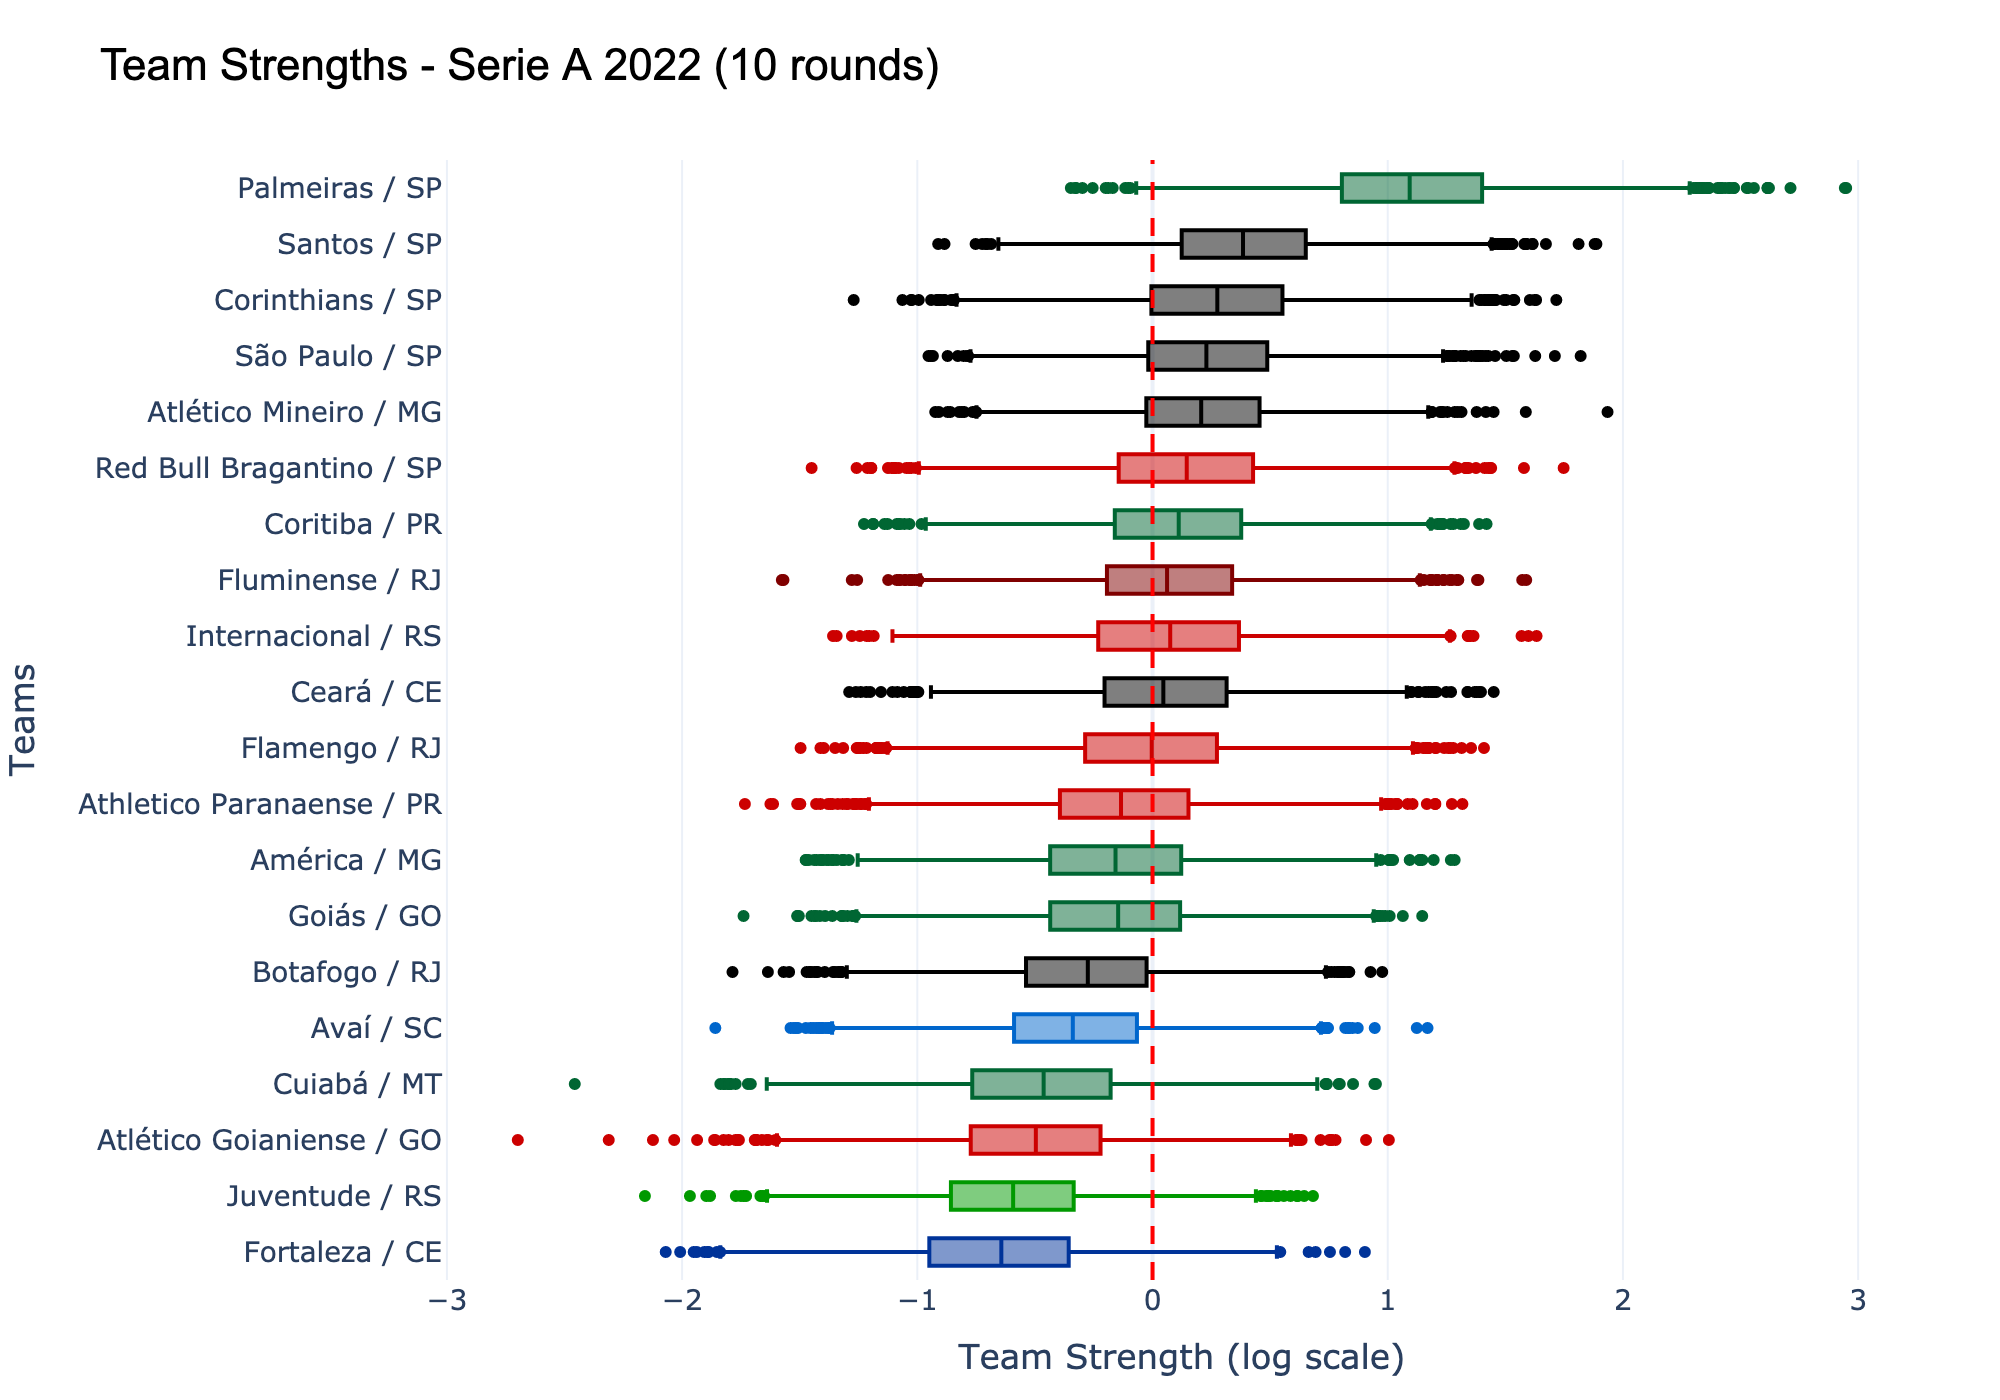 Team Strengths - Serie A 2022 (10 rounds)
Teams
Palmeiras / SP
Santos / SP
Corinthians / SP
São Paulo / SP
Atlético Mineiro / MG
Red Bull Bragantino / SP
Coritiba / PR
Fluminense / RJ
Internacional / RS
Ceará / CE
Flamengo / RJ
Athletico Paranaense / PR
América / MG
Goiás / GO
Botafogo / RJ
Avaí / SC
Cuiabá / MT
Atlético Goianiense / GO
Juventude / RS
Fortaleza / CE
−3 −2 −1 0 1 2 3
Team Strength (log scale)